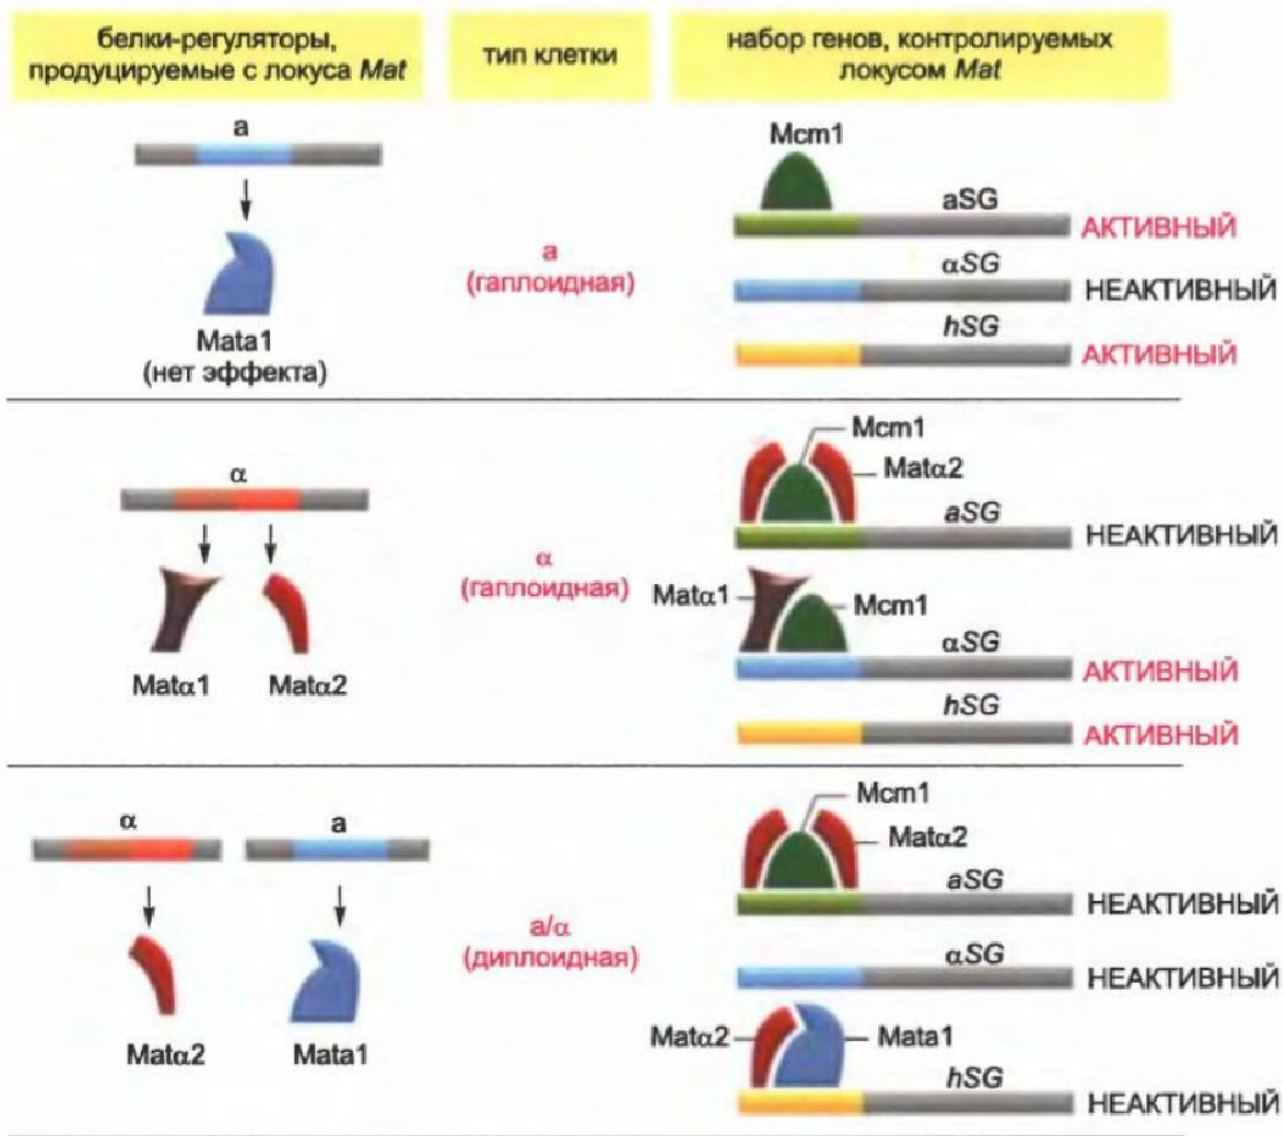 белки-регуляторы,
продуцируемые с локуса Mat
тип клетки
набор генов, контролируемых
локусом Mat
a
Mata1
(нет эффекта)
a
(гаплоидная)
Mcm1
aSG
АКТИВНЫЙ
αSG
НЕАКТИВНЫЙ
hSG
АКТИВНЫЙ
α
Matα1
Matα2
α
(гаплоидная)
Mcm1
Matα2
aSG
НЕАКТИВНЫЙ
Matα1
Mcm1
αSG
АКТИВНЫЙ
hSG
АКТИВНЫЙ
α
a
Matα2
Mata1
a/α
(диплоидная)
Mcm1
Matα2
aSG
НЕАКТИВНЫЙ
αSG
НЕАКТИВНЫЙ
Matα2
Mata1
hSG
НЕАКТИВНЫЙ